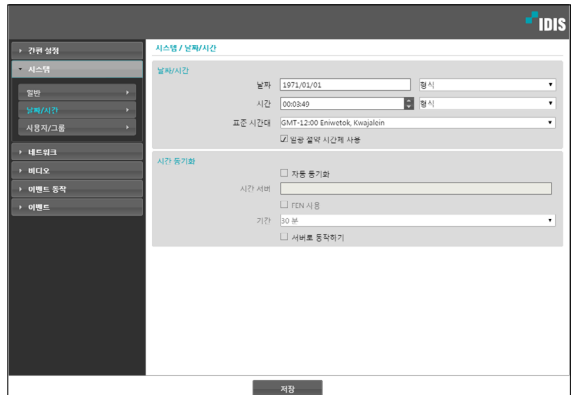 IDIS
간편 설정
시스템
일반
날짜/시간
사용자/그룹
네트워크
비디오
이벤트 동작
이벤트
시스템 / 날짜/시간
날짜/시간
날짜 1971/01/01 형식
시간 00:03:49 형식
표준 시간대 GMT-12:00 Eniwetok, Kwajalein
일광 절약 시간제 사용
시간 동기화
자동 동기화
시간 서버
FEN 사용
기간 30 분
서버로 동작하기
저장